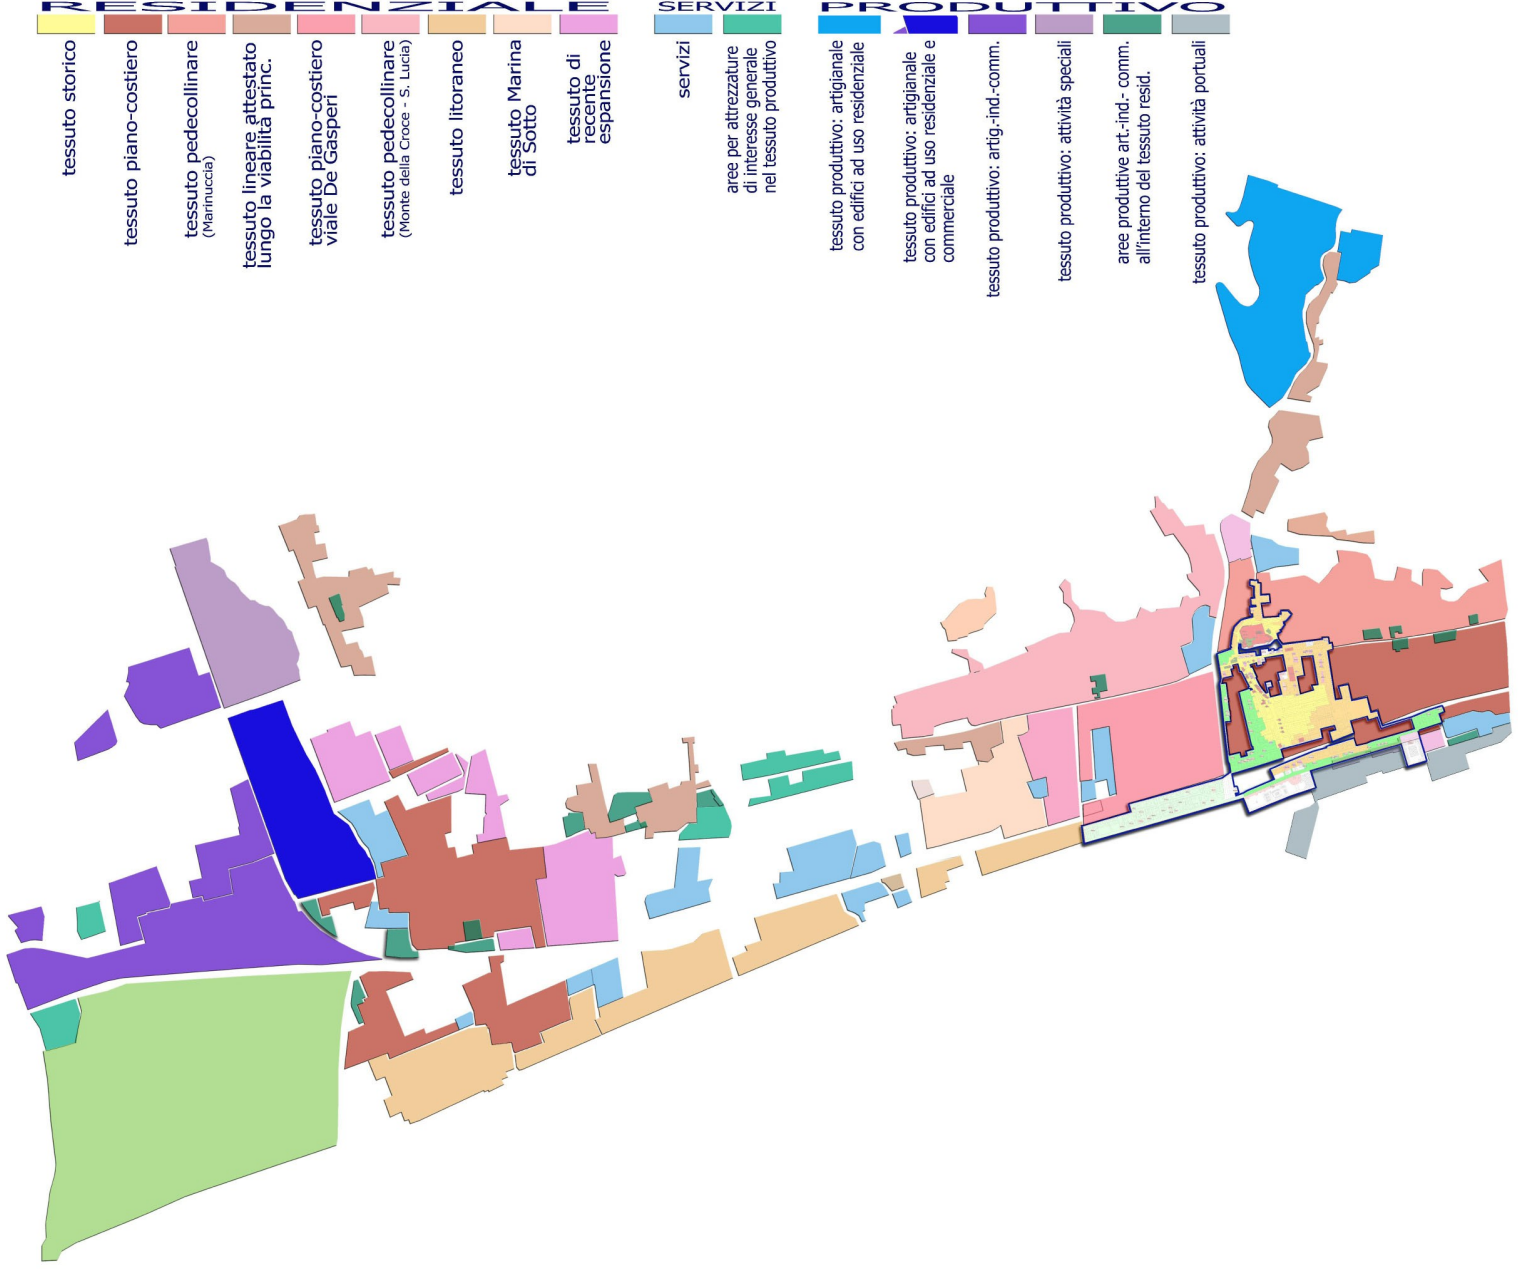 RESIDENZIALE
tessuto storico
tessuto piano-costiero
tessuto pedecollinare
(Marinuccia)
tessuto lineare attestato
lungo la viabilità princ.
tessuto piano-costiero
viale De Gasperi
tessuto pedecollinare
(Monte della Croce - S. Lucia)
tessuto litoraneo
tessuto Marina
di Sotto
tessuto di
recente
espansione
SERVIZI
servizi
aree per attrezzature
di interesse generale
nel tessuto produttivo
PRODUTTIVO
tessuto produttivo: artigianale
con edifici ad uso residenziale
tessuto produttivo: artigianale
con edifici ad uso residenziale e
commerciale
tessuto produttivo: artig.-ind.-comm.
tessuto produttivo: attività speciali
aree produttive art.-ind.- comm.
all'interno del tessuto resid.
tessuto produttivo: attività portuali